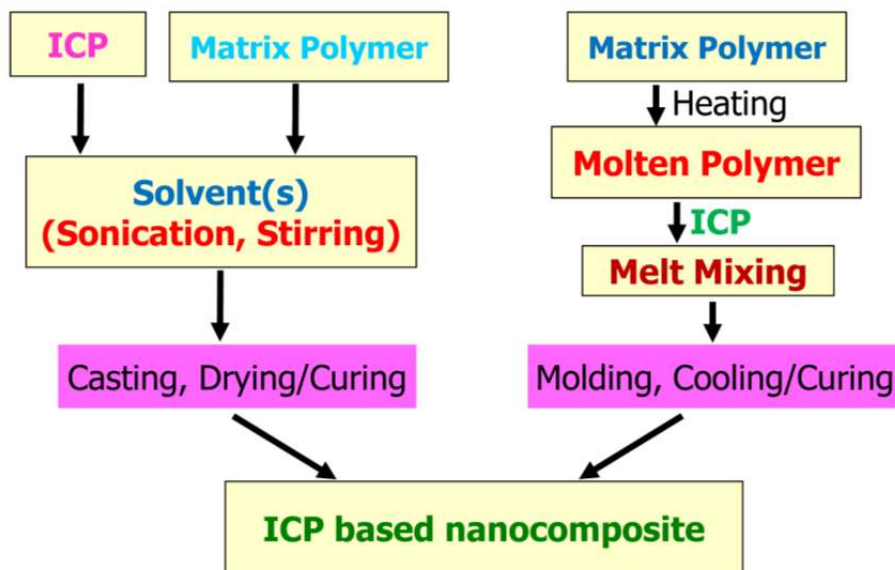 ICP
Matrix Polymer
Solvent(s)
(Sonication, Stirring)
Casting, Drying/Curing
Matrix Polymer
Heating
Molten Polymer
ICP
Melt Mixing
Molding, Cooling/Curing
ICP based nanocomposite